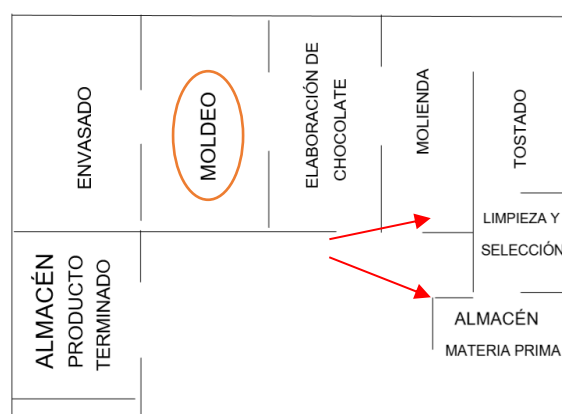 ENVASADO
MOLDEO
ELABORACIÓN DE
CHOCOLATE
MOLIENDA
TOSTADO
LIMPIEZA Y
SELECCIÓN
ALMACÉN
PRODUCTO
TERMINADO
ALMACÉN
MATERIA PRIMA